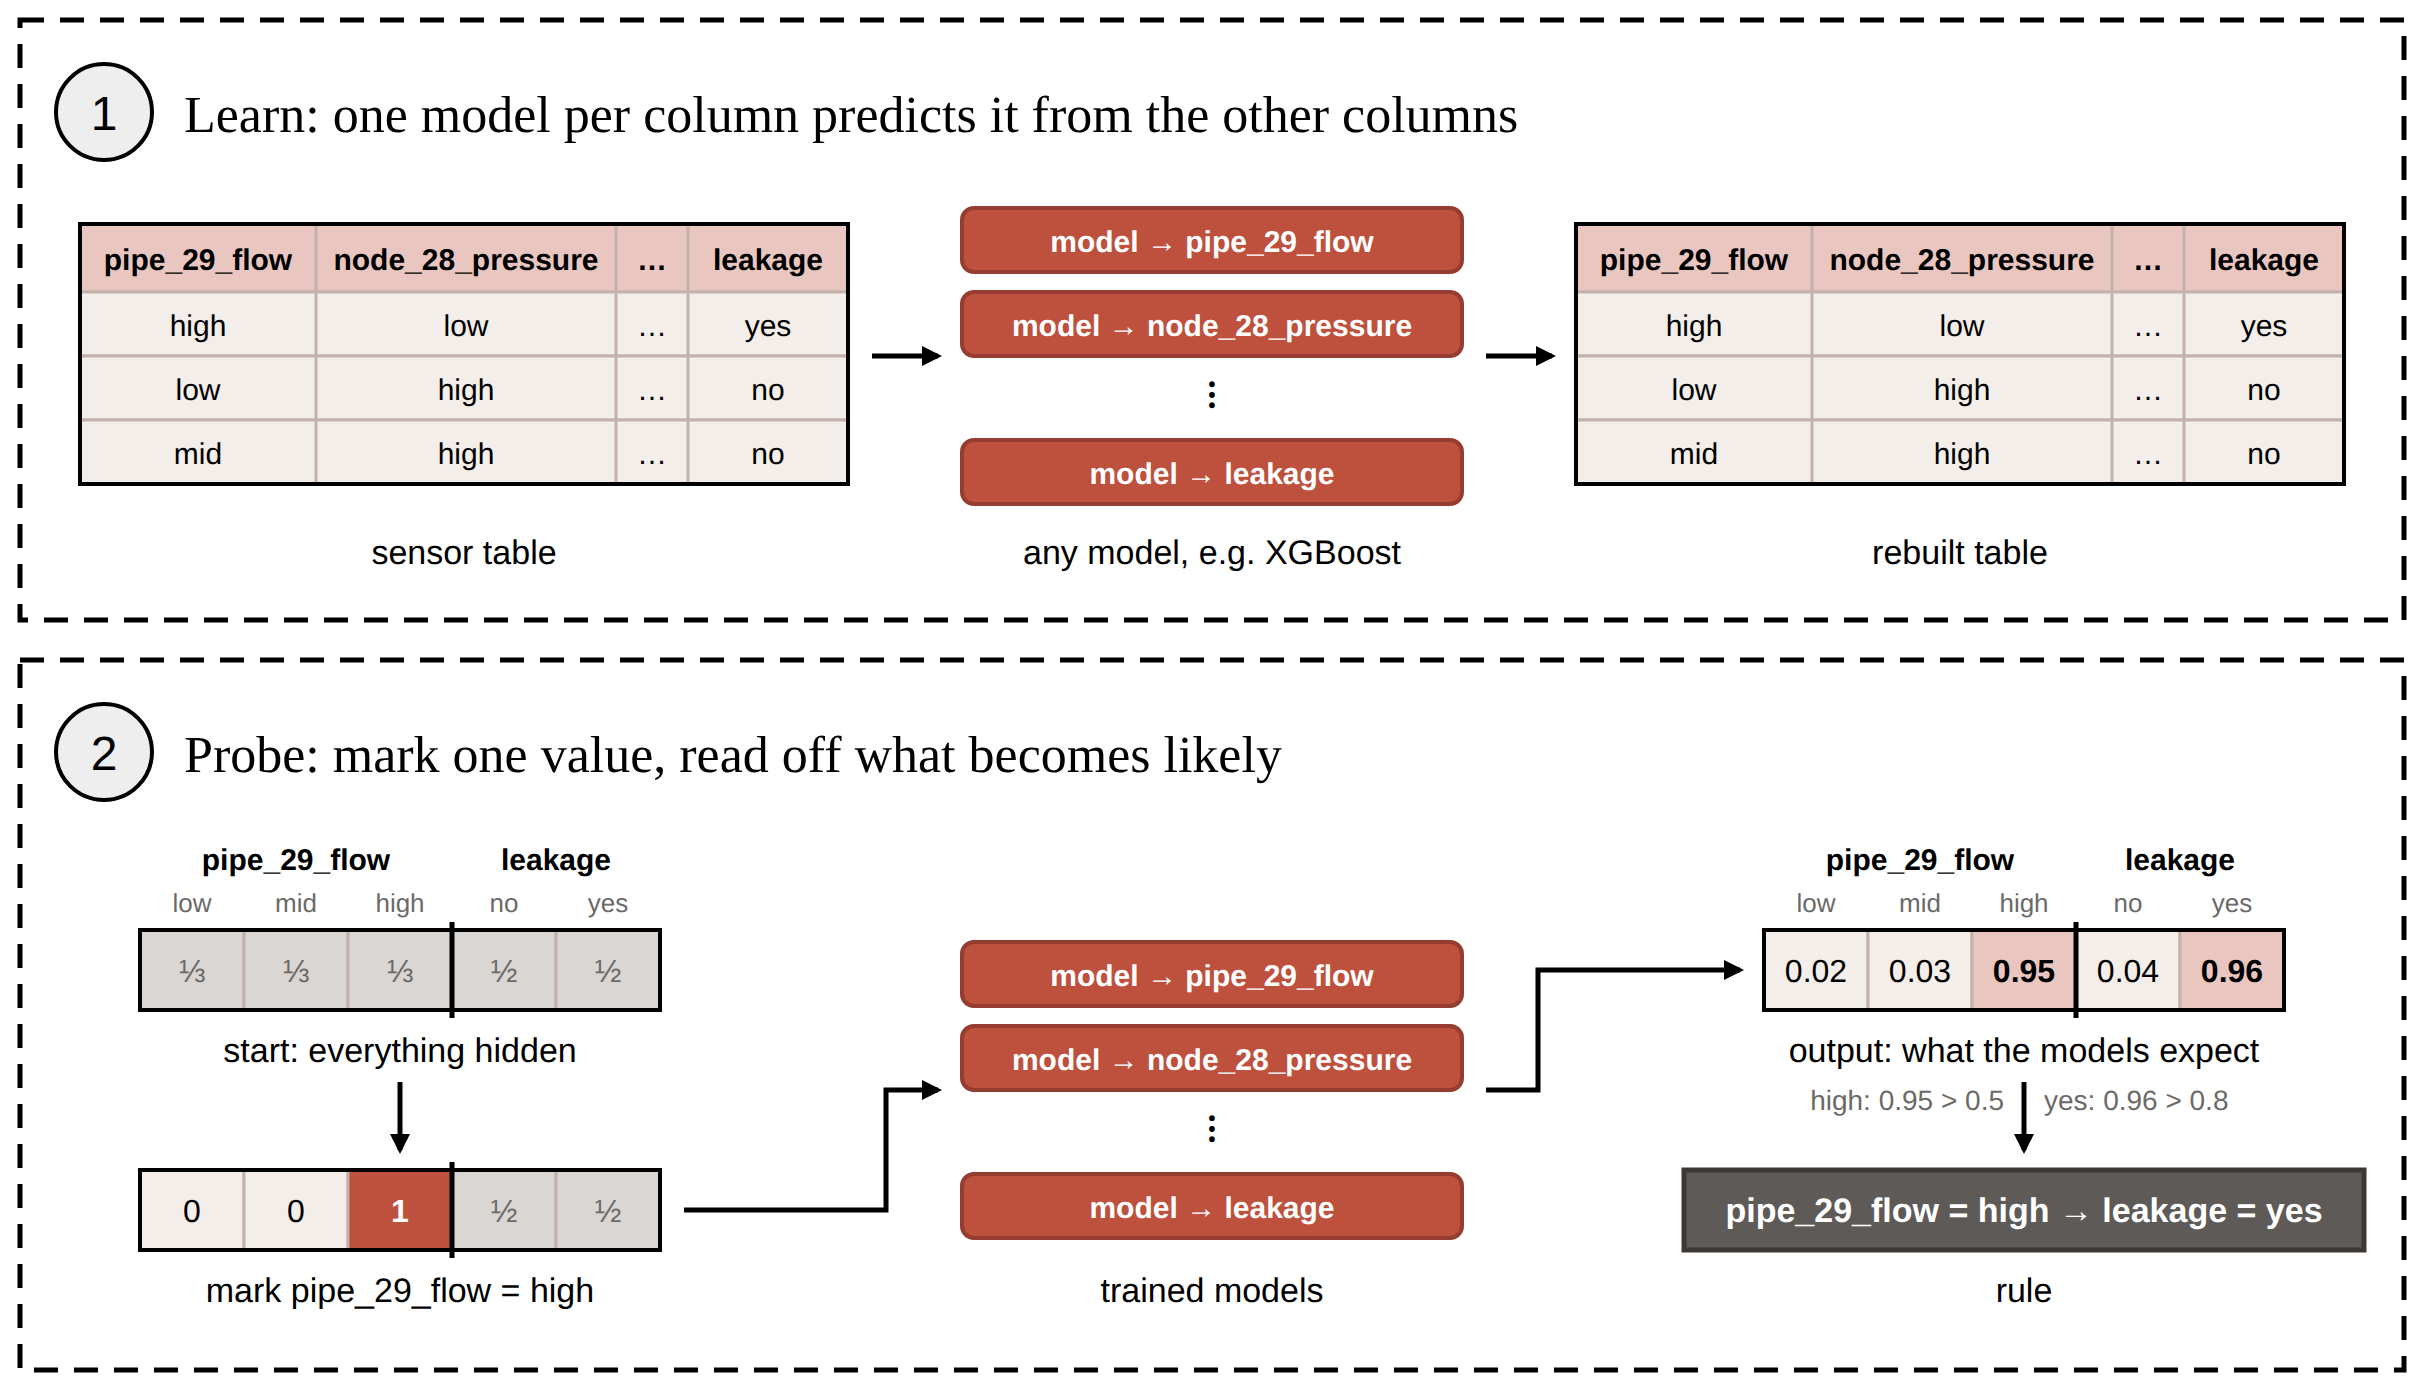 1
Learn: one model per column predicts it from the other columns
pipe_29_flow node_28_pressure … leakage
high low … yes
low high … no
mid high … no
sensor table
model → pipe_29_flow
model → node_28_pressure
⋮
model → leakage
any model, e.g. XGBoost
pipe_29_flow node_28_pressure … leakage
high low … yes
low high … no
mid high … no
rebuilt table
2
Probe: mark one value, read off what becomes likely
pipe_29_flow leakage
low mid high no yes
⅓ ⅓ ⅓ ½ ½
start: everything hidden
0 0 1 ½ ½
mark pipe_29_flow = high
model → pipe_29_flow
model → node_28_pressure
⋮
model → leakage
trained models
pipe_29_flow leakage
low mid high no yes
0.02 0.03 0.95 0.04 0.96
output: what the models expect
high: 0.95 > 0.5 yes: 0.96 > 0.8
pipe_29_flow = high → leakage = yes
rule